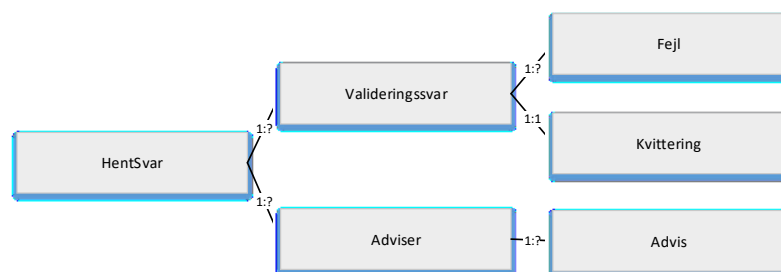 Fejl
1:?
Valideringssvar
1:1
1:?
Kvittering
HentSvar
1:?
Adviser
1:?
Advis